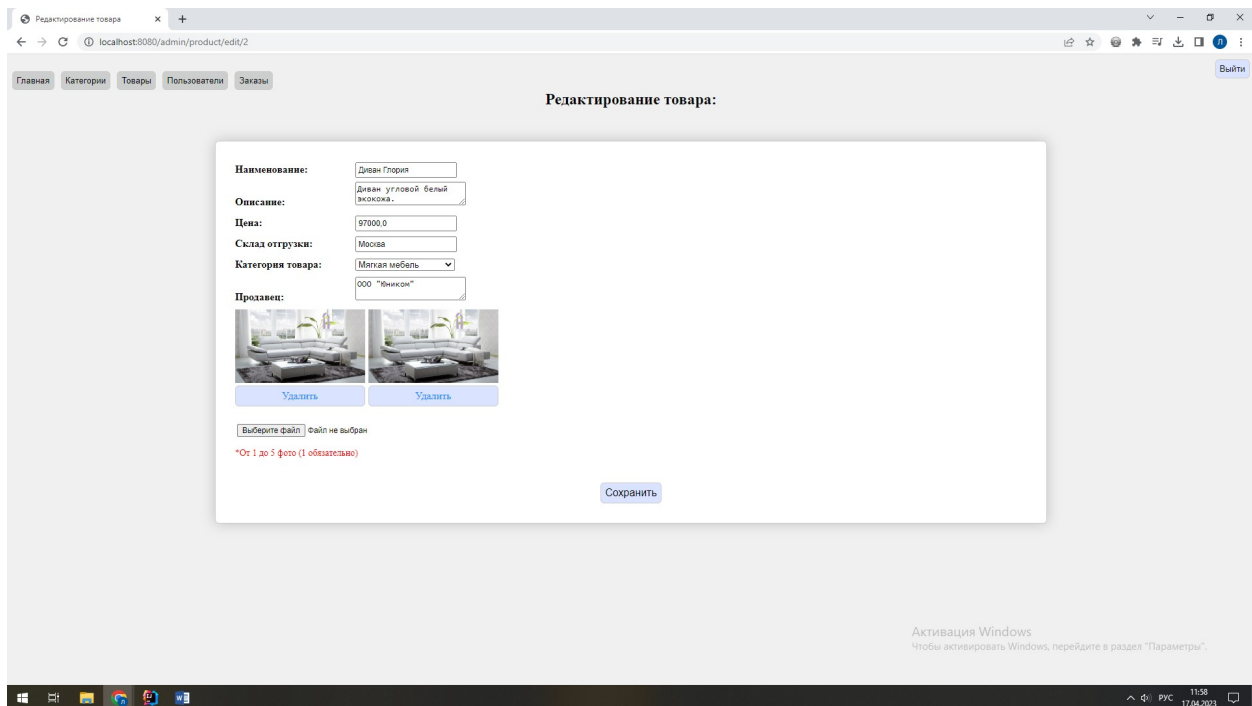 Редактирование товара
localhost:8080/admin/product/edit/2
Л
Выйти
Главная Категории Товары Пользователи Заказы
Редактирование товара:
Наименование: Диван Глория
Описание: Диван угловой белый
экокожа.
Цена: 97000,0
Склад отгрузки: Москва
Категория товара: Мягкая мебель
Продавец: ООО "Юником"
Удалить Удалить
Выберите файл Файл не выбран
*От 1 до 5 фото (1 обязательно)
Сохранить
Активация Windows
Чтобы активировать Windows, перейдите в раздел "Параметры".
РУС 11:58
17.04.2023